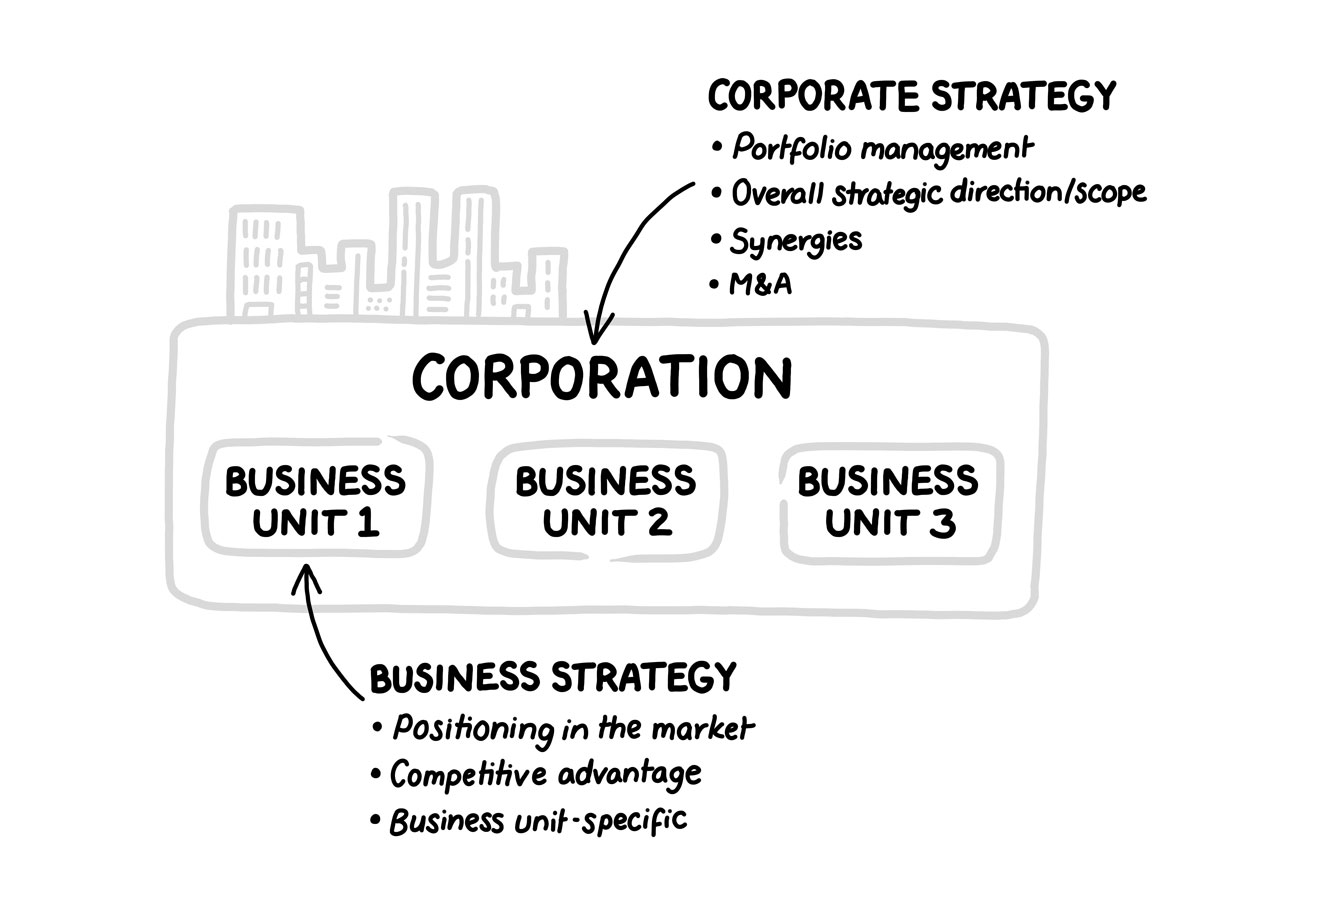 CORPORATE STRATEGY
• Portfolio management
• Overall strategic direction/scope
• Synergies
• M&A
CORPORATION
BUSINESS
UNIT 1
BUSINESS
UNIT 2
BUSINESS
UNIT 3
BUSINESS STRATEGY
• Positioning in the market
• Competitive advantage
• Business unit-specific